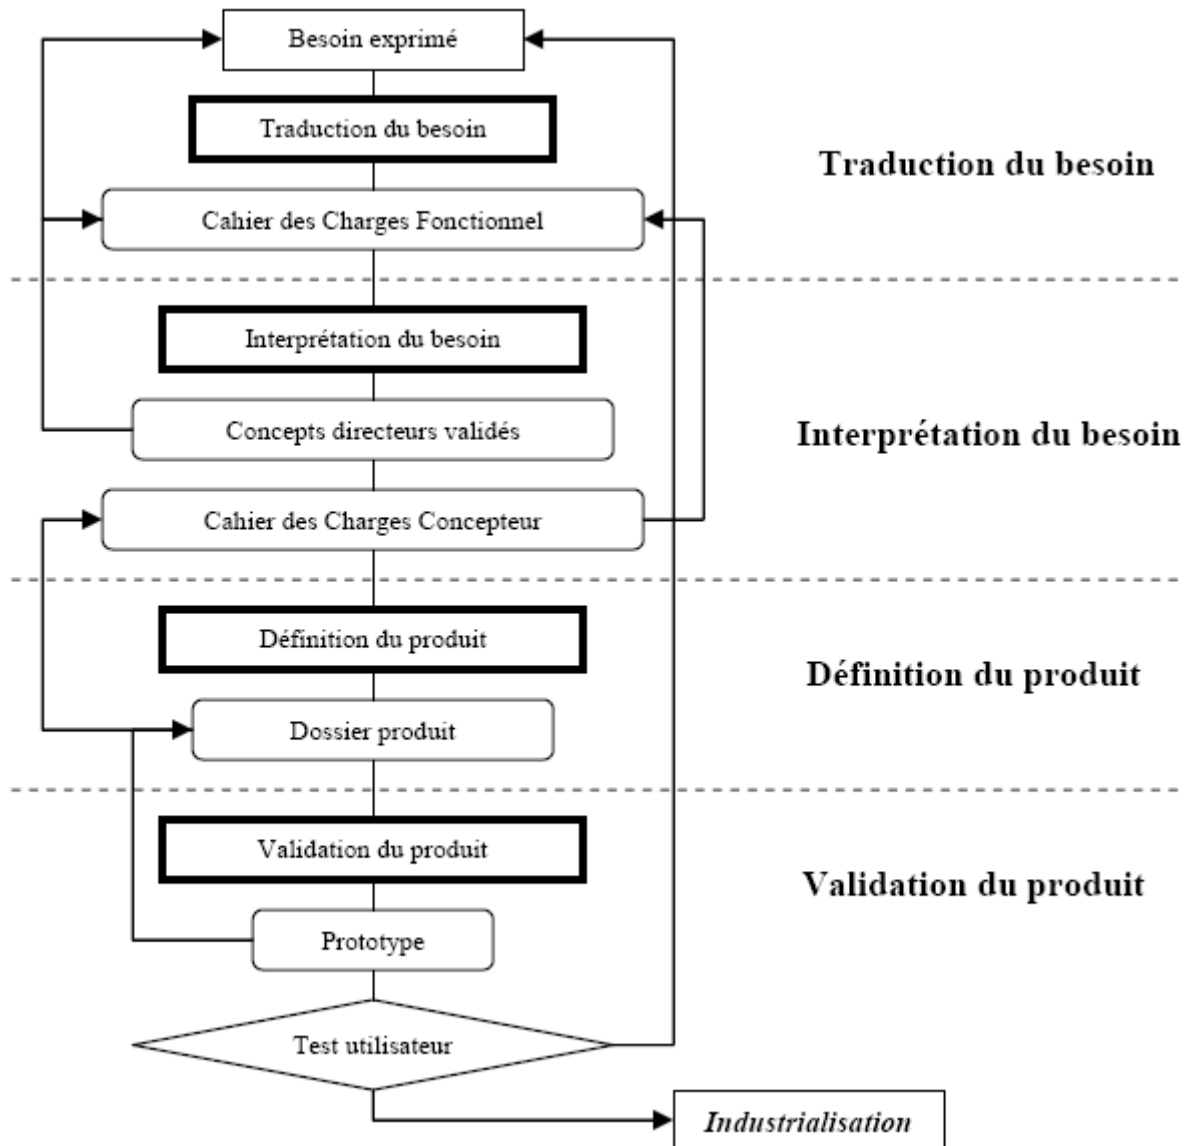 Besoin exprimé
Traduction du besoin
Traduction du besoin
Cahier des Charges Fonctionnel
Interprétation du besoin
Concepts directeurs validés
Interprétation du besoin
Cahier des Charges Concepteur
Définition du produit
Définition du produit
Dossier produit
Validation du produit
Validation du produit
Prototype
Test utilisateur
Industrialisation